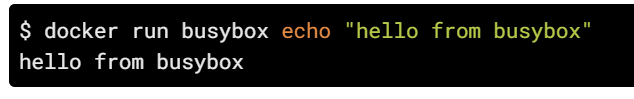 $ docker run busybox echo "hello from busybox"
hello from busybox